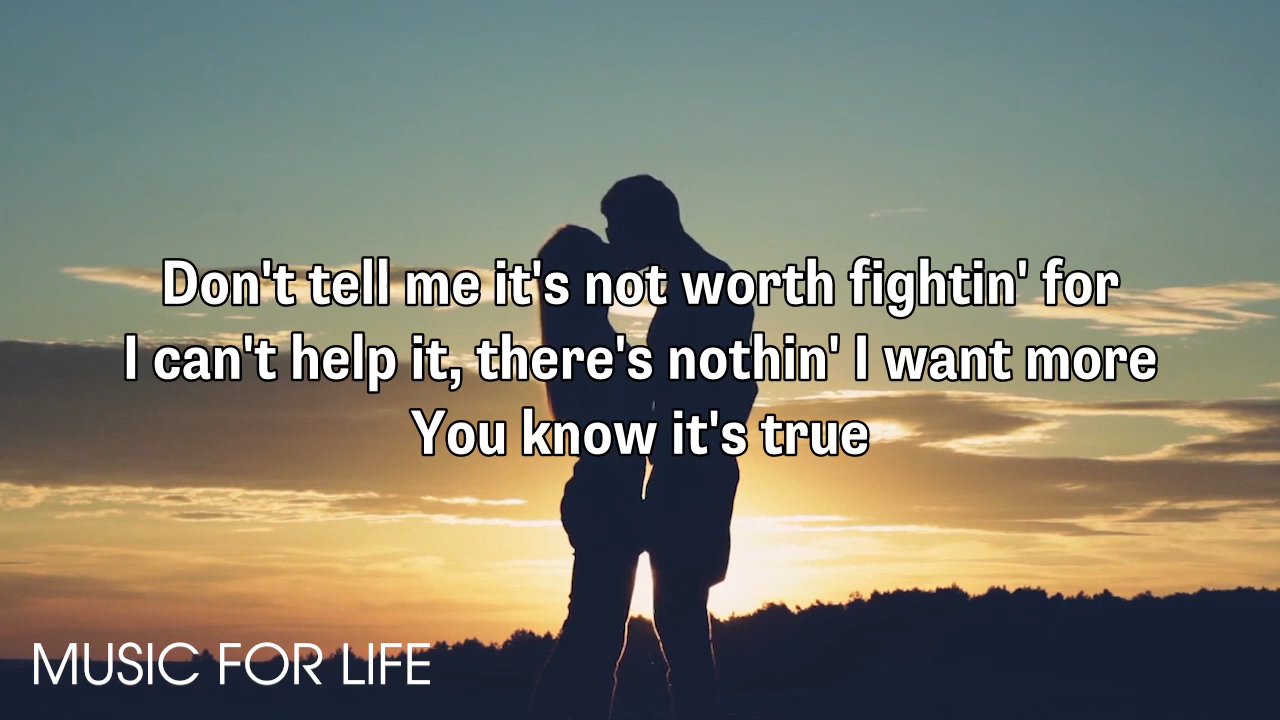 Don't tell me it's not worth fightin' for
I can't help it, there's nothin' I want more
You know it's true
MUSIC FOR LIFE